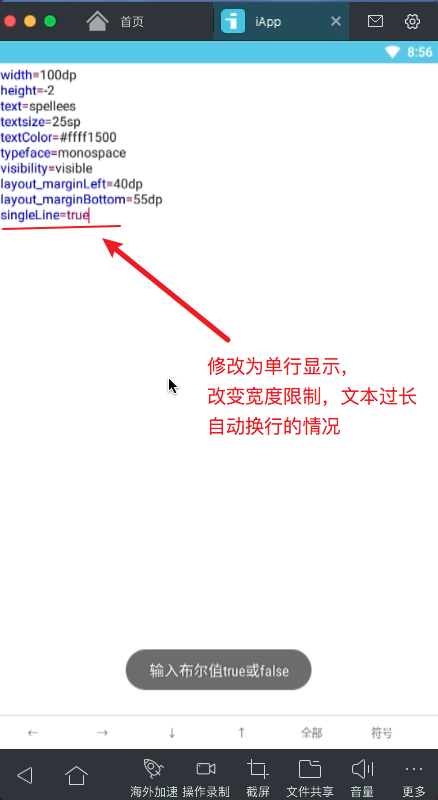 首页
iApp
8:56
width=100dp
height=-2
text=spellees
textsize=25sp
textColor=#ffff1500
typeface=monospace
visibility=visible
layout_marginLeft=40dp
layout_marginBottom=55dp
singleLine=true
修改为单行显示，
改变宽度限制，文本过长
自动换行的情况
输入布尔值true或false
← → ↓ ↑ 全部 符号
海外加速 操作录制 截屏 文件共享 音量 更多